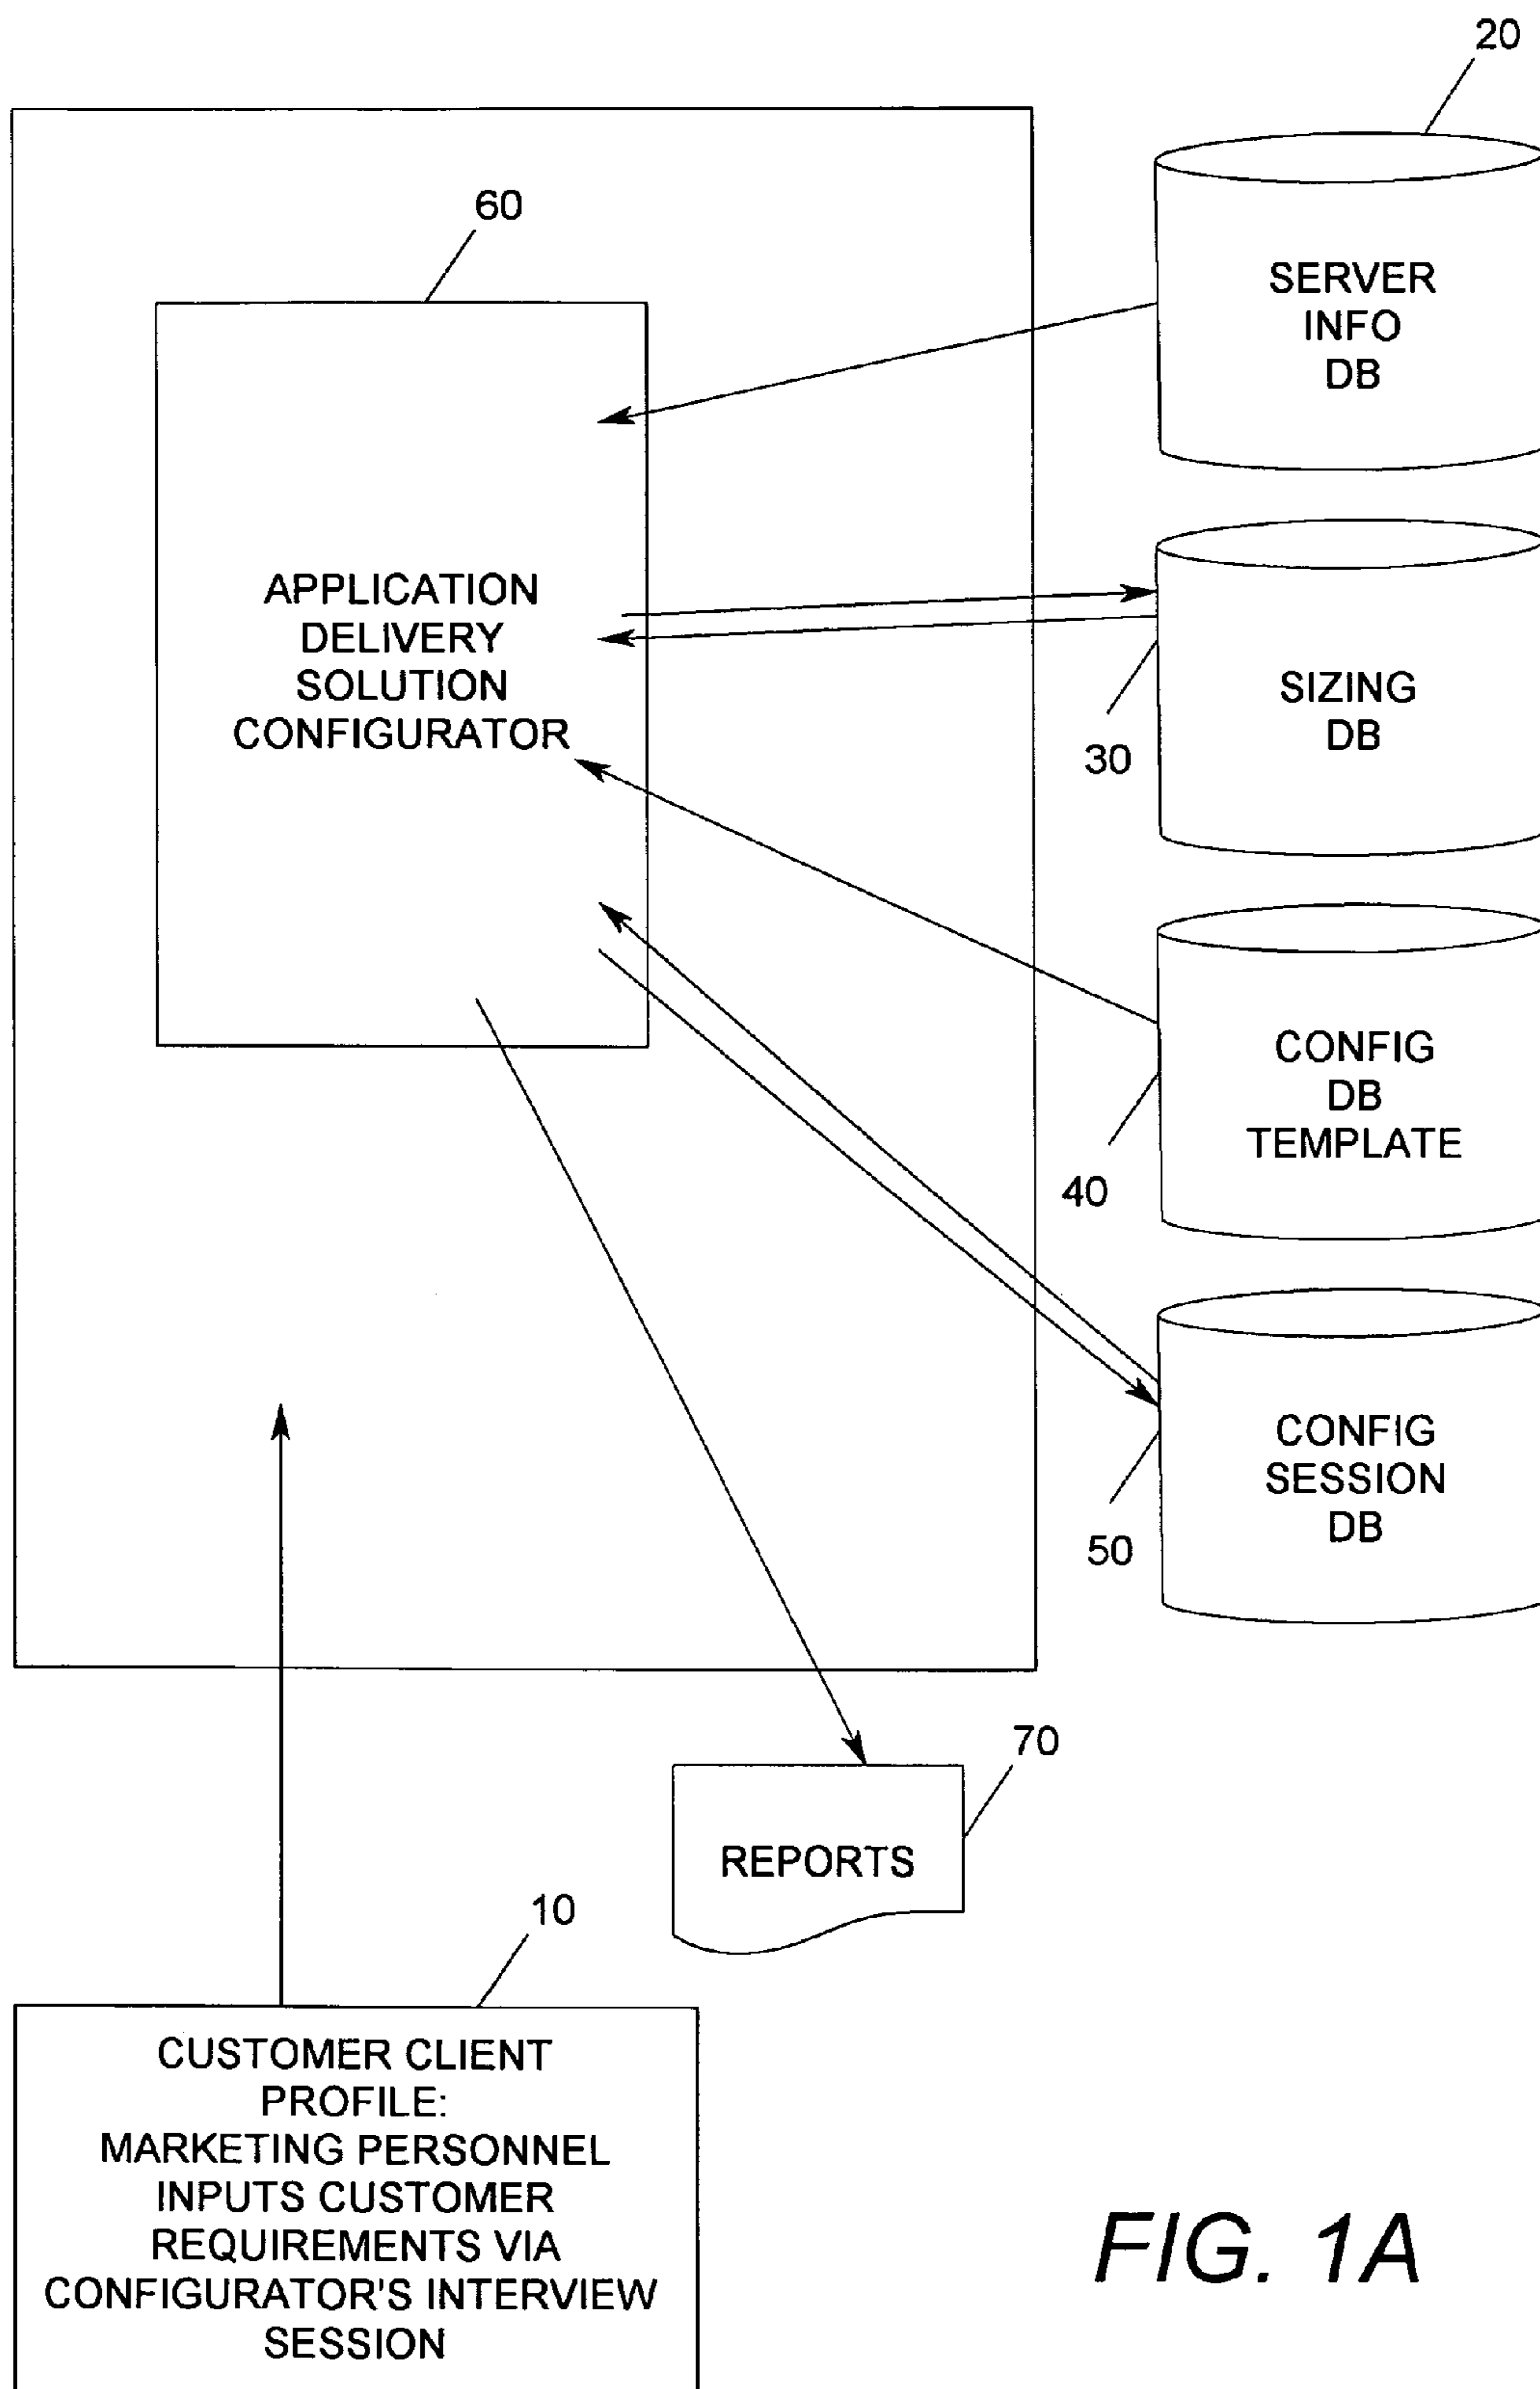 20
SERVER
INFO
DB
60
APPLICATION
DELIVERY
SOLUTION
CONFIGURATOR
30
SIZING
DB
40
CONFIG
DB
TEMPLATE
50
CONFIG
SESSION
DB
70
REPORTS
10
CUSTOMER CLIENT
PROFILE:
MARKETING PERSONNEL
INPUTS CUSTOMER
REQUIREMENTS VIA
CONFIGURATOR'S INTERVIEW
SESSION
FIG. 1A